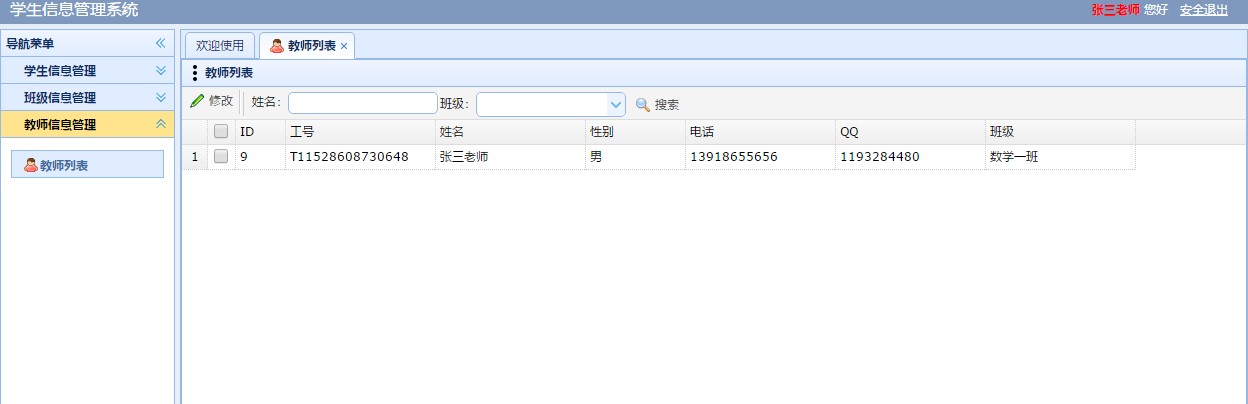 学生信息管理系统
张三老师 您好 安全退出
导航菜单
学生信息管理
班级信息管理
教师信息管理
教师列表
欢迎使用 教师列表
教师列表
修改 姓名: 班级: 搜索
ID 工号 姓名 性别 电话 QQ 班级
1 9 T11528608730648 张三老师 男 13918655656 1193284480 数学一班